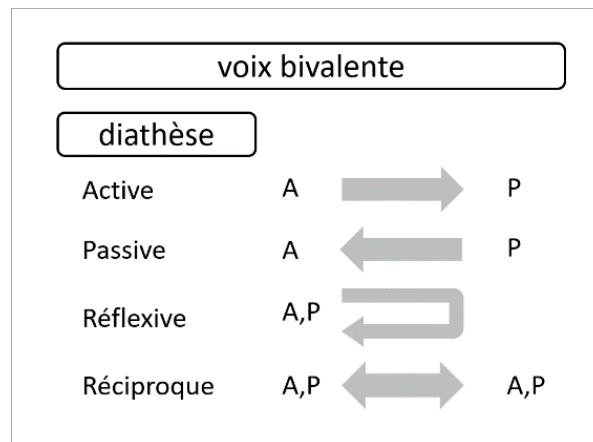 voix bivalente
diathèse
Active A P
Passive A P
Réflexive A,P
Réciproque A,P A,P